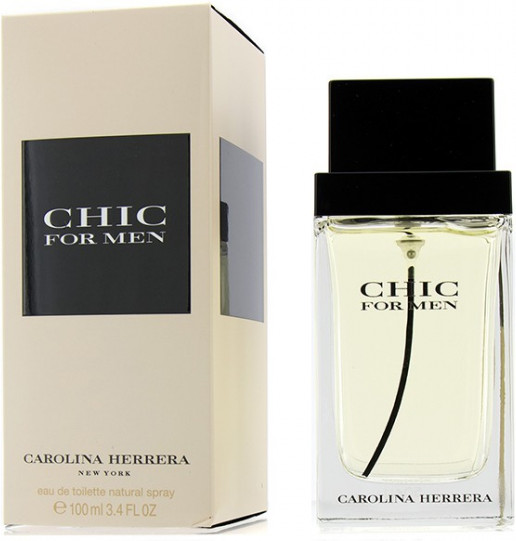 CHIC
FOR MEN
CAROLINA HERRERA
NEW YORK
eau de toilette natural spray
e 100 ml 3.4 FL OZ
CHIC
FOR MEN
CAROLINA HERRERA